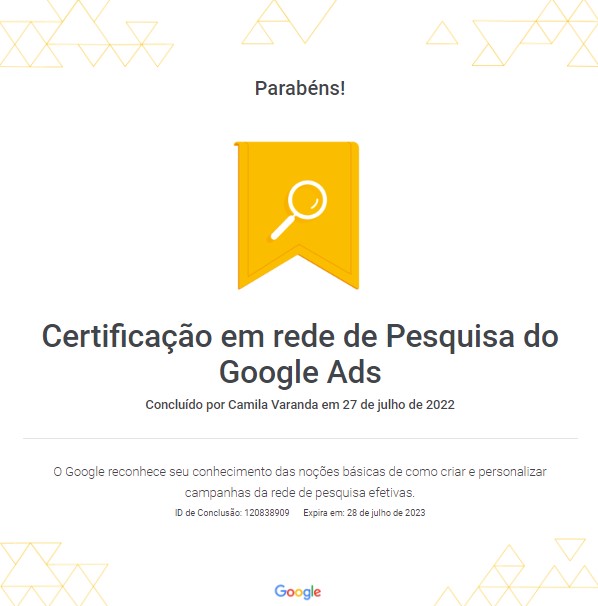 Parabéns!
Certificação em rede de Pesquisa do
Google Ads
Concluído por Camila Varanda em 27 de julho de 2022
O Google reconhece seu conhecimento das noções básicas de como criar e personalizar
campanhas da rede de pesquisa efetivas.
ID de Conclusão: 120838909 Expira em: 28 de julho de 2023
Google